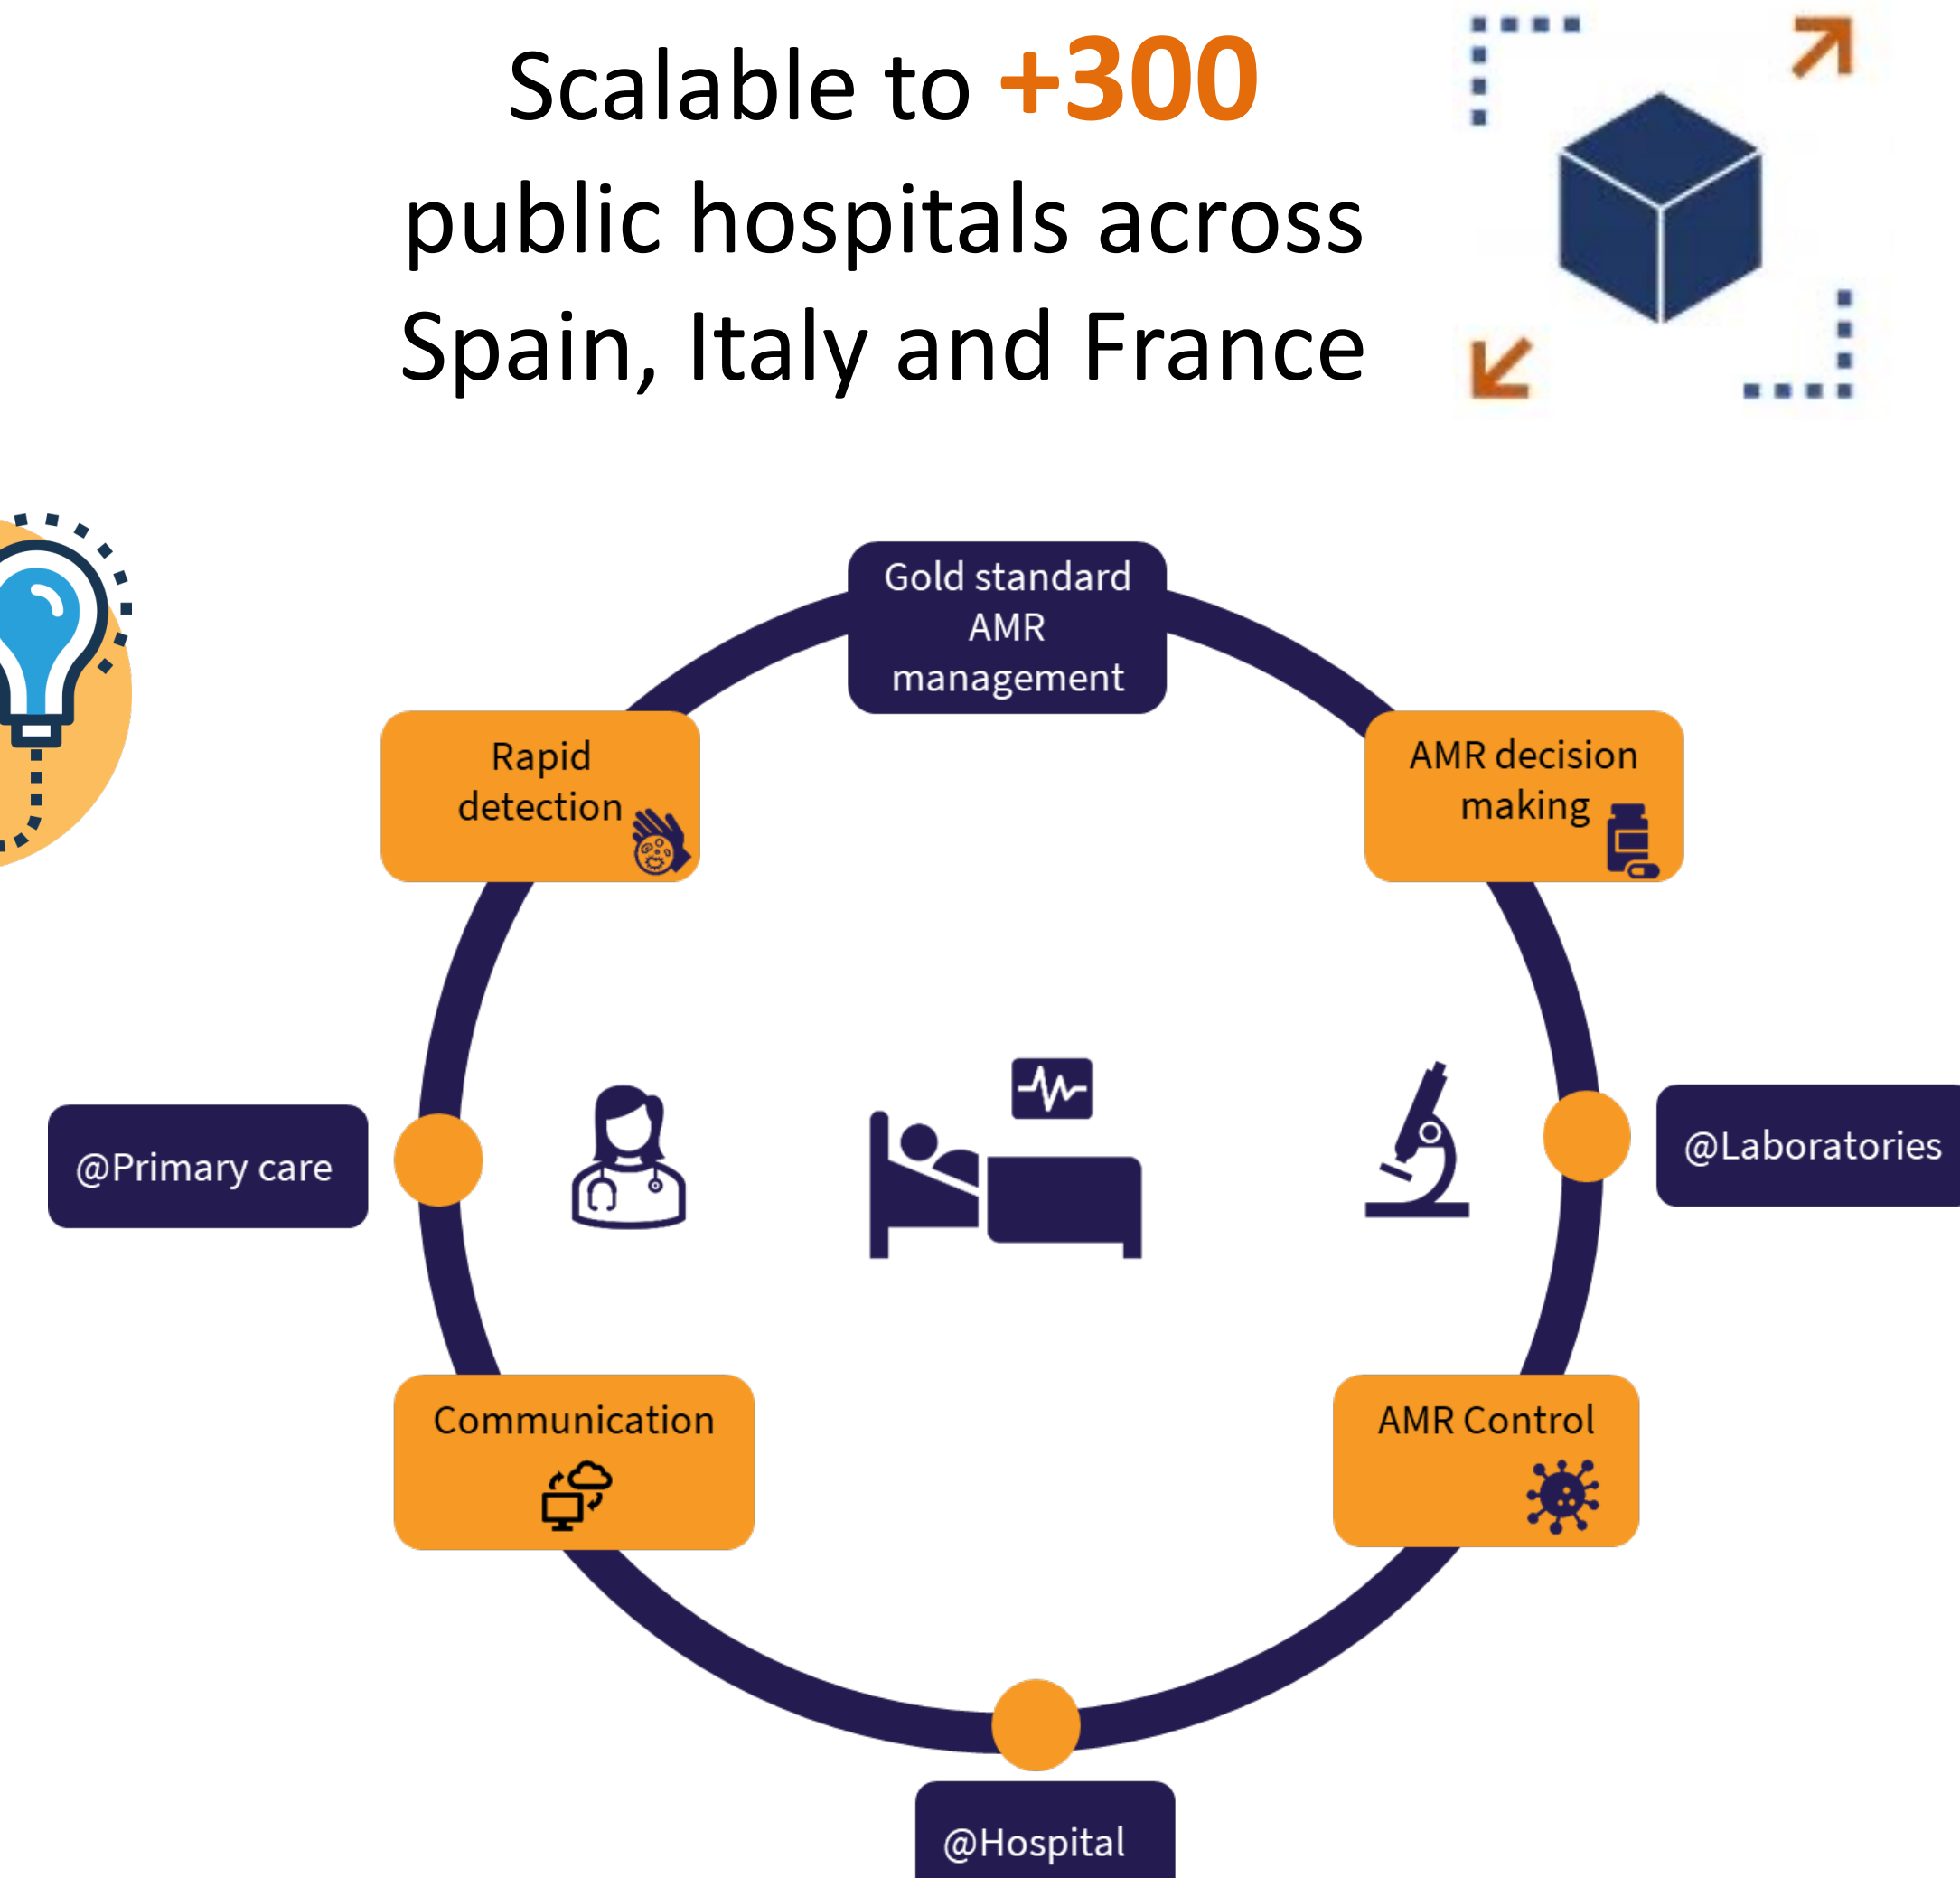 Scalable to +300
public hospitals across
Spain, Italy and France
Gold standard
AMR
management
Rapid
detection
AMR decision
making
@Primary care
@Laboratories
Communication
AMR Control
@Hospital